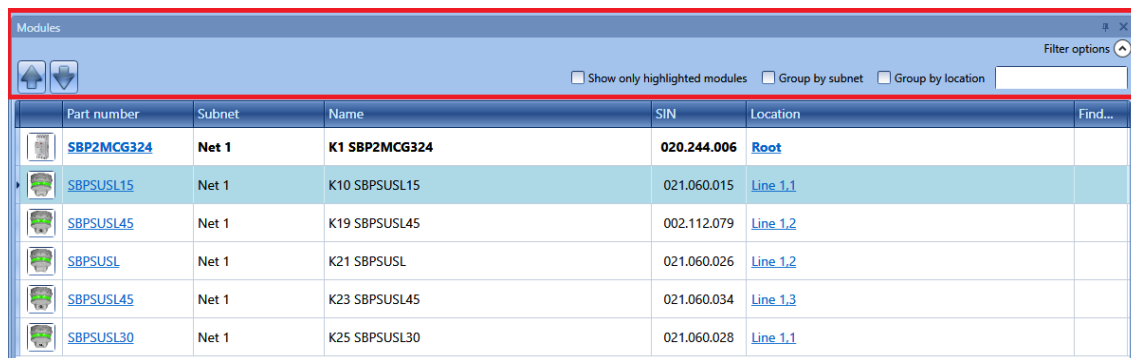 Modules
Filter options
Show only highlighted modules Group by subnet Group by location
Part number Subnet Name SIN Location Find...
SBP2MCG324 Net 1 K1 SBP2MCG324 020.244.006 Root
SBPSUSL15 Net 1 K10 SBPSUSL15 021.060.015 Line 1,1
SBPSUSL45 Net 1 K19 SBPSUSL45 002.112.079 Line 1,2
SBPSUSL Net 1 K21 SBPSUSL 021.060.026 Line 1,2
SBPSUSL45 Net 1 K23 SBPSUSL45 021.060.034 Line 1,3
SBPSUSL30 Net 1 K25 SBPSUSL30 021.060.028 Line 1,1